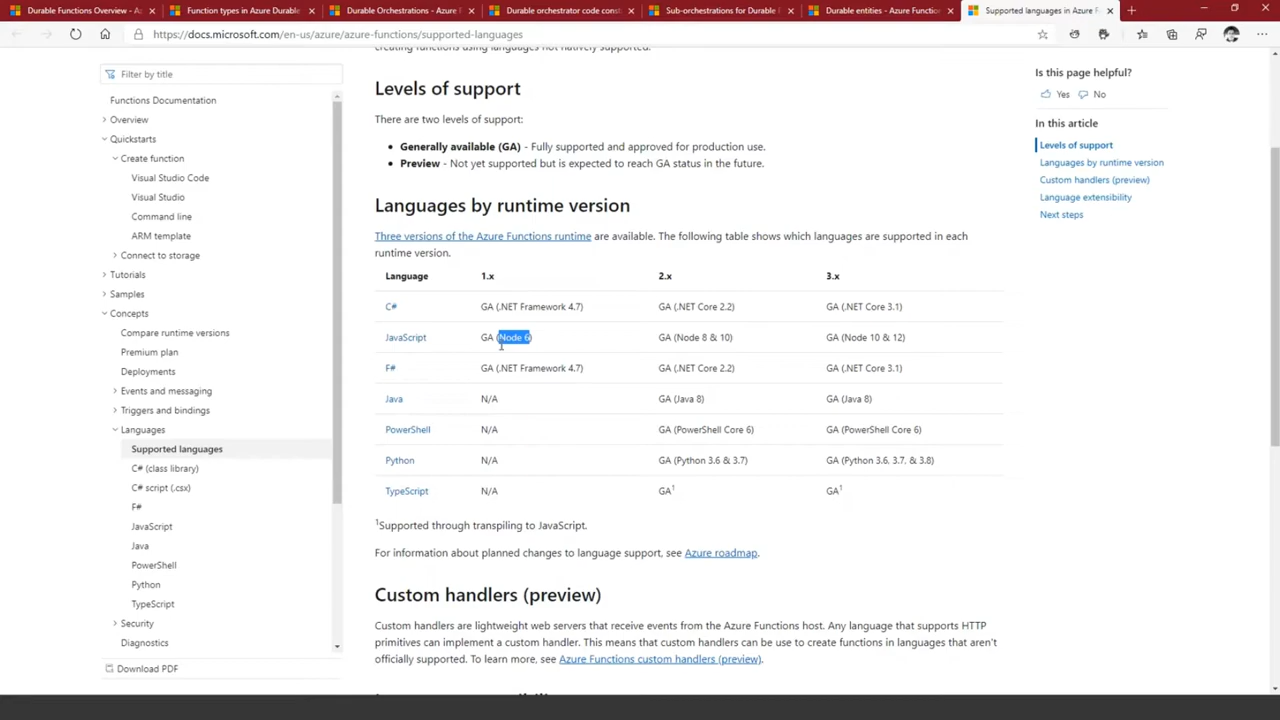 Durable Functions Overview - Az
Function types in Azure Durable
Durable Orchestrations - Azure F
Durable orchestrator code const
Sub-orchestrations for Durable F
Durable entities - Azure Function
Supported languages in Azure F
https://docs.microsoft.com/en-us/azure/azure-functions/supported-languages
Filter by title
Functions Documentation
Overview
Quickstarts
Create function
Visual Studio Code
Visual Studio
Command line
ARM template
Connect to storage
Tutorials
Samples
Concepts
Compare runtime versions
Premium plan
Deployments
Events and messaging
Triggers and bindings
Languages
Supported languages
C# (class library)
C# script (.csx)
F#
JavaScript
Java
PowerShell
Python
TypeScript
Security
Diagnostics
Download PDF
creating functions using languages not natively supported.
Levels of support
There are two levels of support:
• Generally available (GA) - Fully supported and approved for production use.
• Preview - Not yet supported but is expected to reach GA status in the future.
Languages by runtime version
Three versions of the Azure Functions runtime are available. The following table shows which languages are supported in each
runtime version.
Language 1.x 2.x 3.x
C# GA (.NET Framework 4.7) GA (.NET Core 2.2) GA (.NET Core 3.1)
JavaScript GA (Node 6) GA (Node 8 & 10) GA (Node 10 & 12)
F# GA (.NET Framework 4.7) GA (.NET Core 2.2) GA (.NET Core 3.1)
Java N/A GA (Java 8) GA (Java 8)
PowerShell N/A GA (PowerShell Core 6) GA (PowerShell Core 6)
Python N/A GA (Python 3.6 & 3.7) GA (Python 3.6, 3.7, & 3.8)
TypeScript N/A GA¹ GA¹
¹Supported through transpiling to JavaScript.
For information about planned changes to language support, see Azure roadmap.
Custom handlers (preview)
Custom handlers are lightweight web servers that receive events from the Azure Functions host. Any language that supports HTTP
primitives can implement a custom handler. This means that custom handlers can be use to create functions in languages that aren't
officially supported. To learn more, see Azure Functions custom handlers (preview).
Is this page helpful?
Yes No
In this article
Levels of support
Languages by runtime version
Custom handlers (preview)
Language extensibility
Next steps